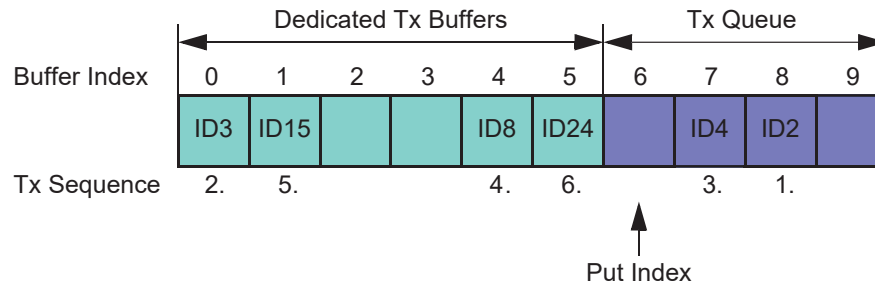 Dedicated Tx Buffers Tx Queue
Buffer Index 0 1 2 3 4 5 6 7 8 9
ID3 ID15 ID8 ID24 ID4 ID2
Tx Sequence 2. 5. 4. 6. 3. 1.
Put Index